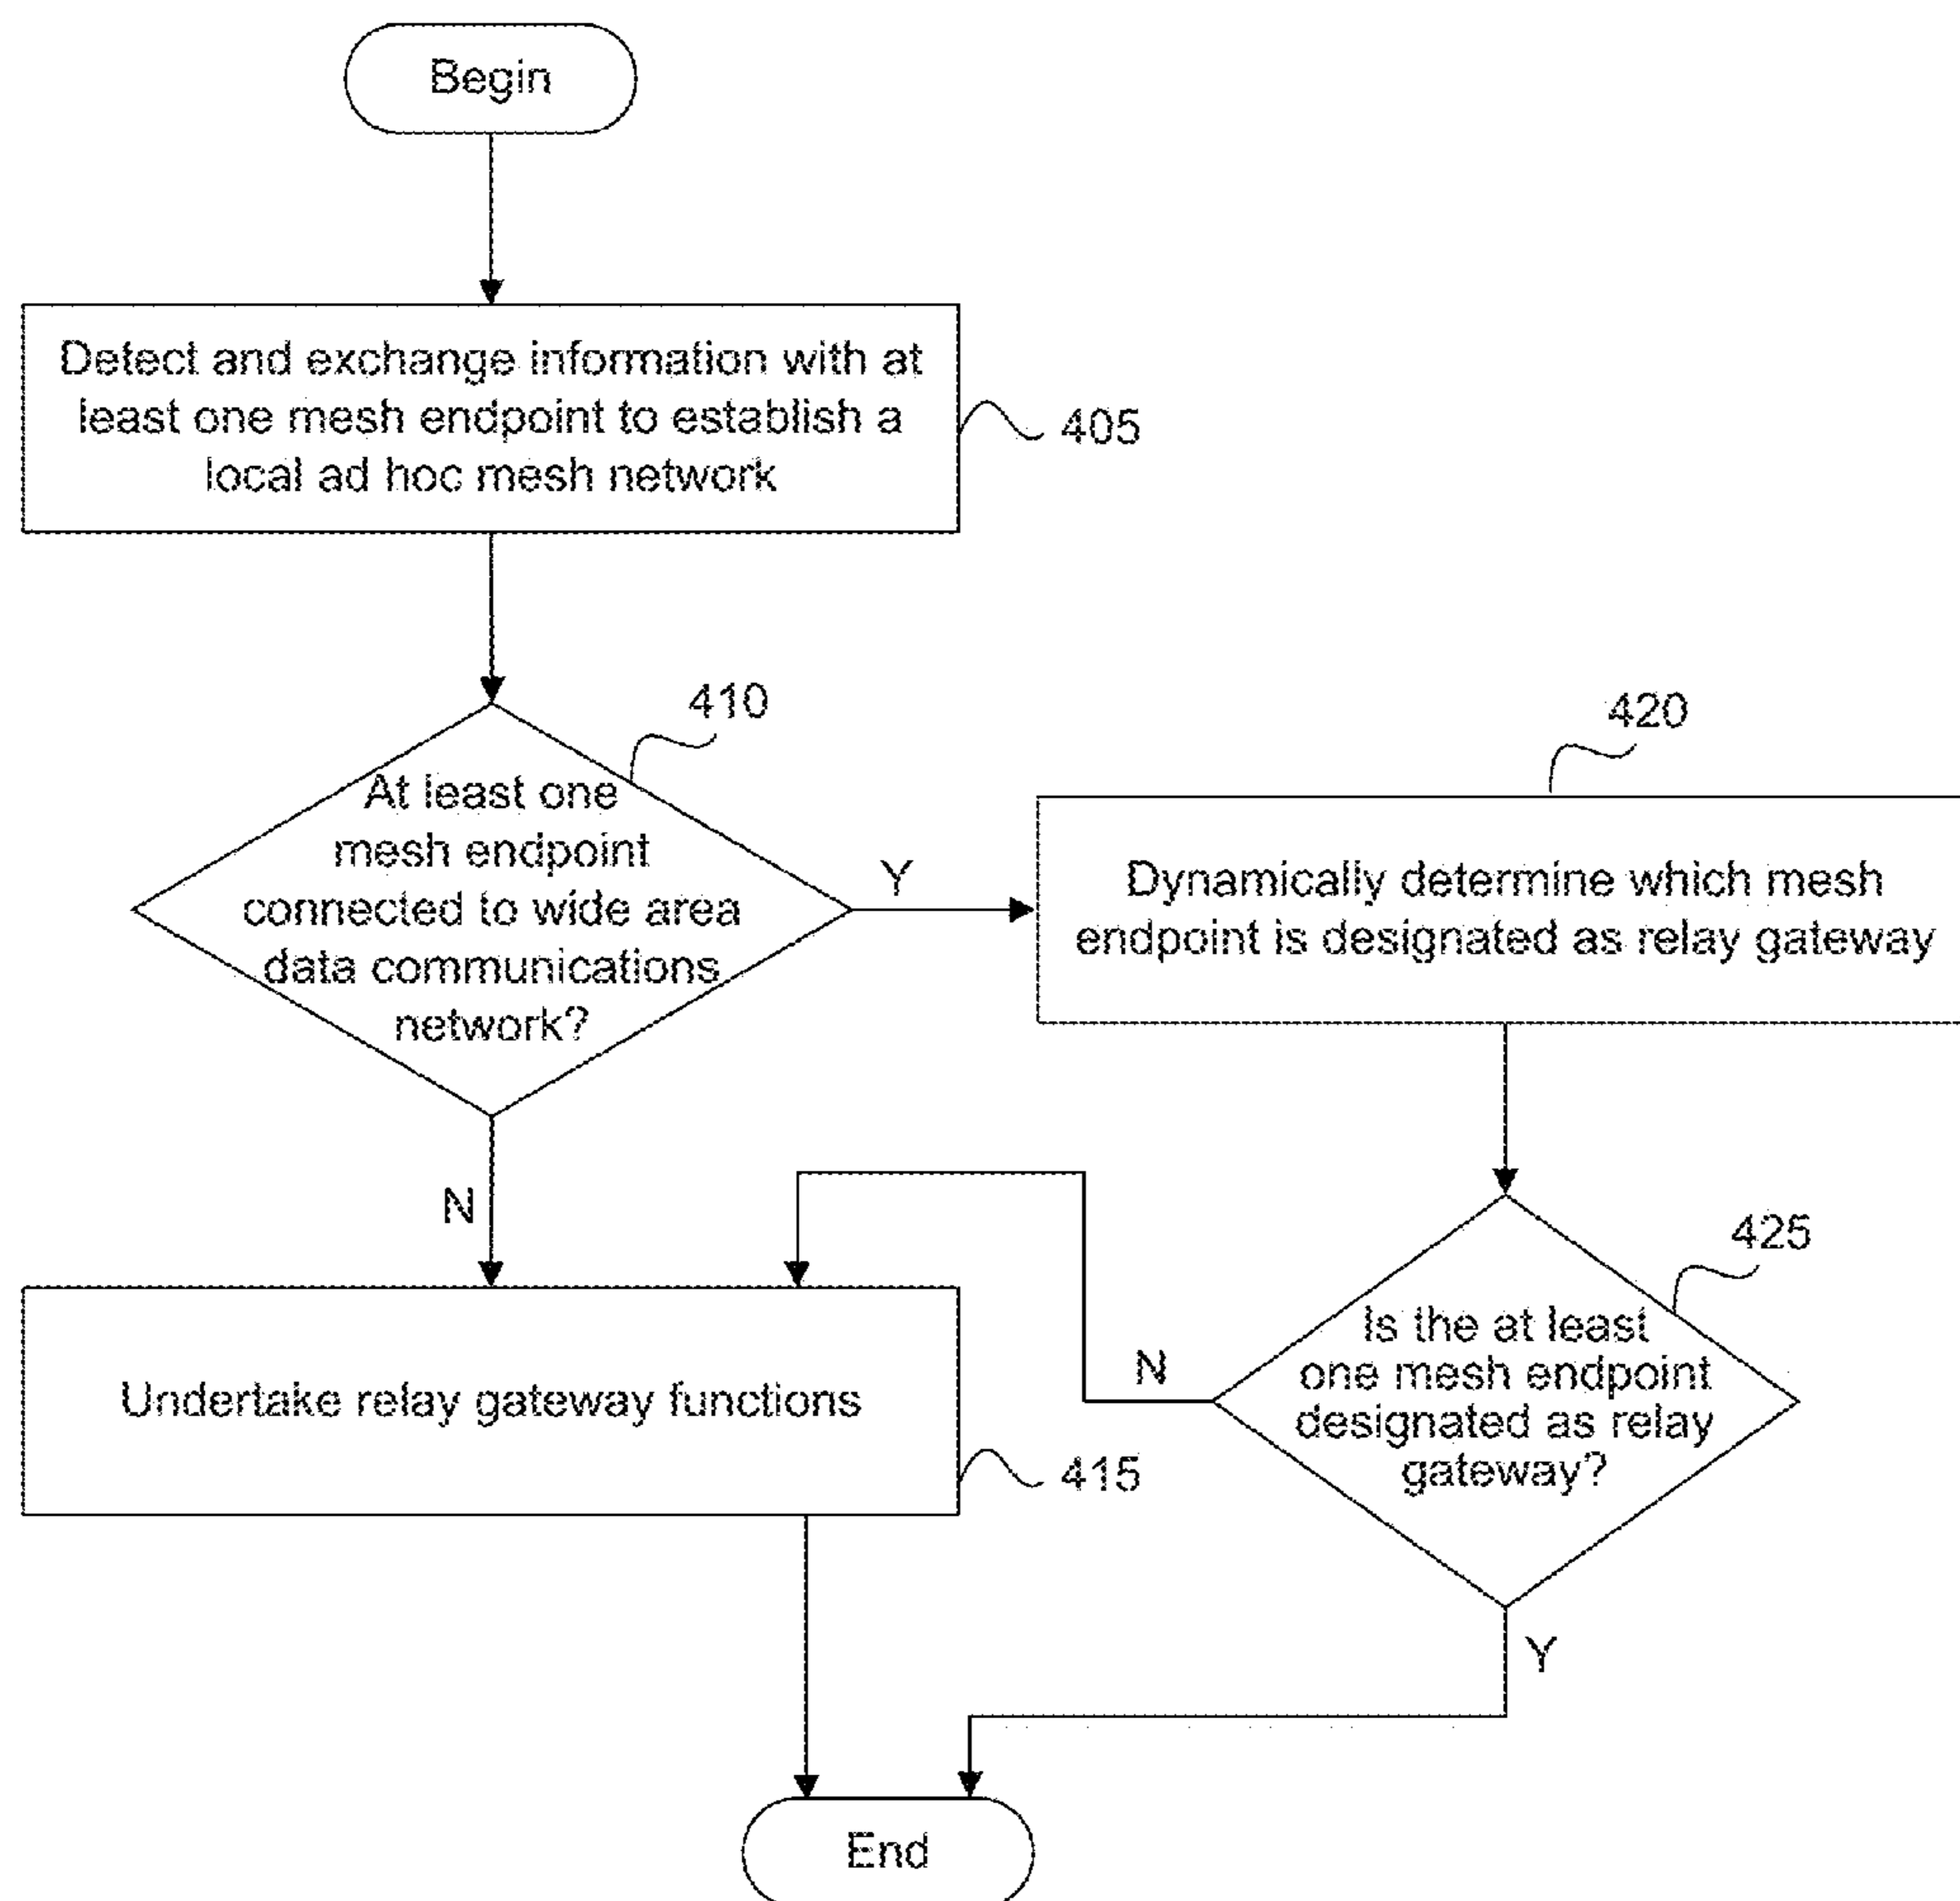 Begin
Detect and exchange information with at
least one mesh endpoint to establish a
local ad hoc mesh network
405
410
At least one
mesh endpoint
connected to wide area
data communications
network?
Y
420
Dynamically determine which mesh
endpoint is designated as relay gateway
N
425
Is the at least
one mesh endpoint
designated as relay
gateway?
N
Undertake relay gateway functions
415
Y
End